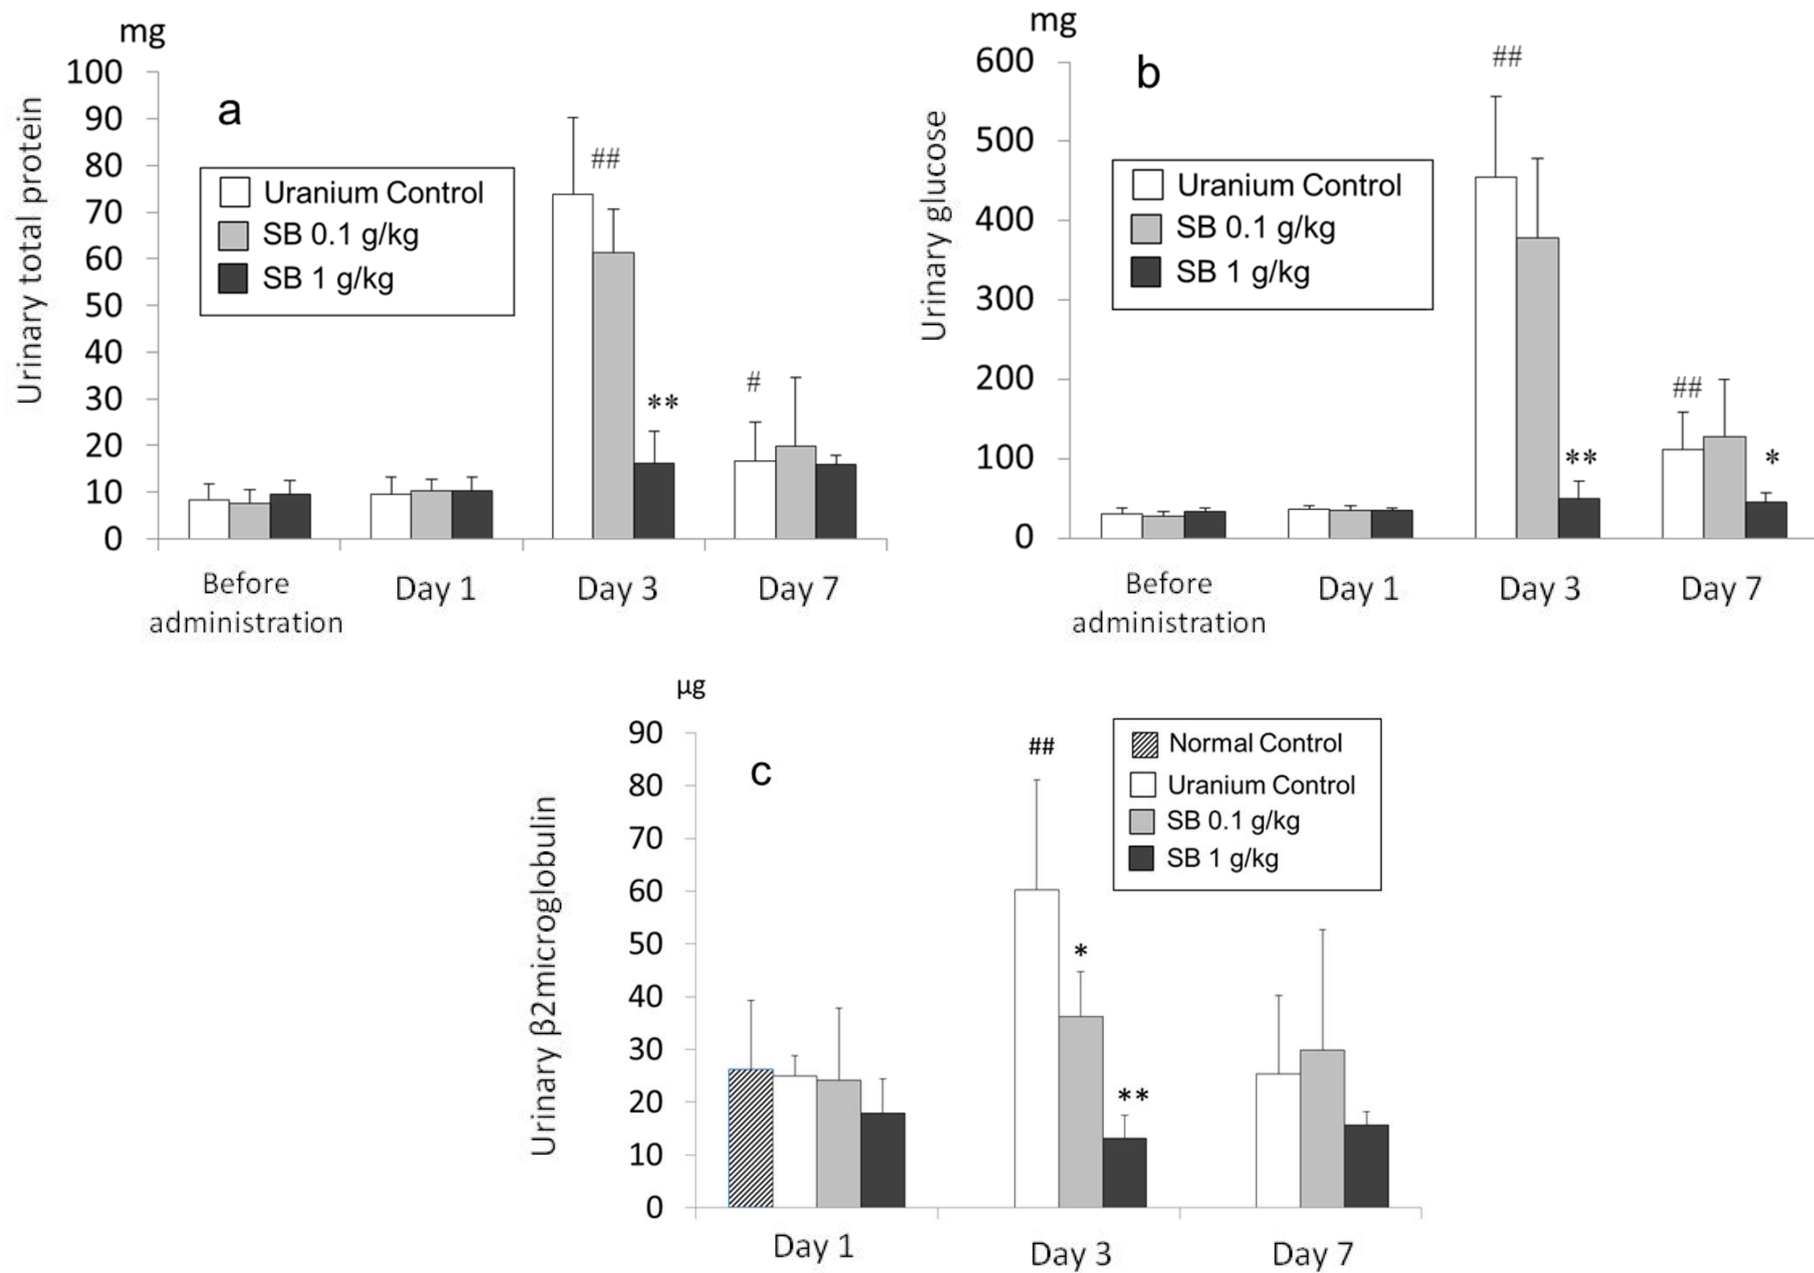 mg
100
90
80
70
60
50
40
30
20
10
0
Urinary total protein
a
Uranium Control
SB 0.1 g/kg
SB 1 g/kg
##
**
#
Before
administration
Day 1
Day 3
Day 7
mg
600
500
400
300
200
100
0
Urinary glucose
b
Uranium Control
SB 0.1 g/kg
SB 1 g/kg
##
**
##
*
Before
administration
Day 1
Day 3
Day 7
μg
90
80
70
60
50
40
30
20
10
0
Urinary β2microglobulin
c
Normal Control
Uranium Control
SB 0.1 g/kg
SB 1 g/kg
##
*
**
Day 1
Day 3
Day 7